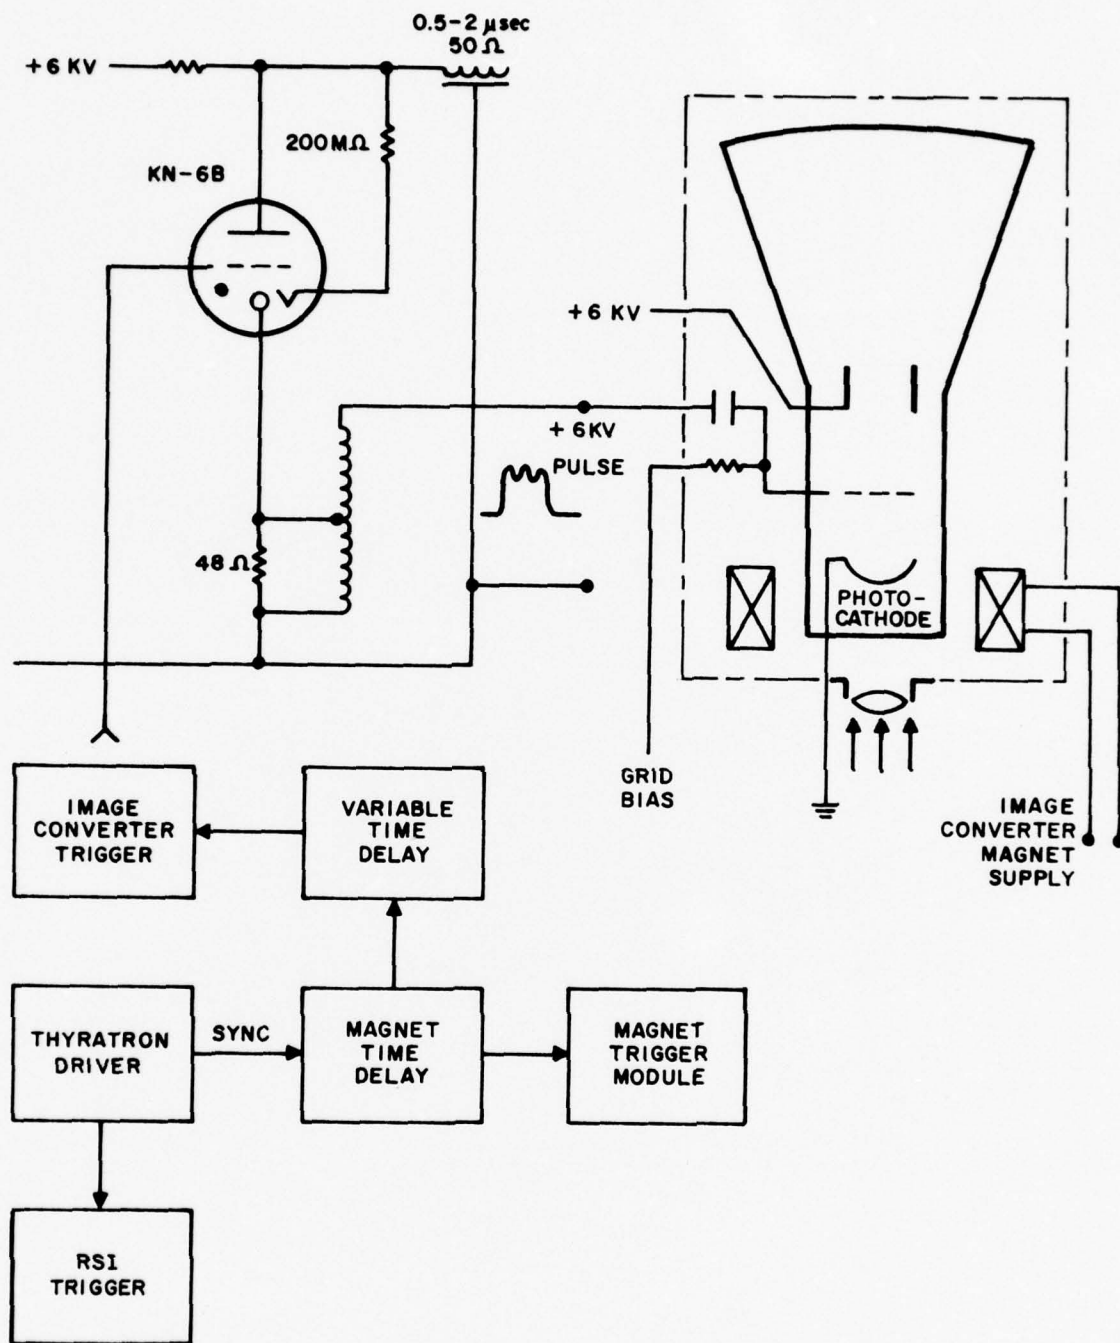 0.5-2 μsec
50Ω
+6 KV
200MΩ
KN-6B
+6 KV
+ 6KV
PULSE
48Ω
PHOTO-
CATHODE
GRID
BIAS
IMAGE
CONVERTER
MAGNET
SUPPLY
IMAGE
CONVERTER
TRIGGER
VARIABLE
TIME
DELAY
THYRATRON
DRIVER
SYNC
MAGNET
TIME
DELAY
MAGNET
TRIGGER
MODULE
RSI
TRIGGER